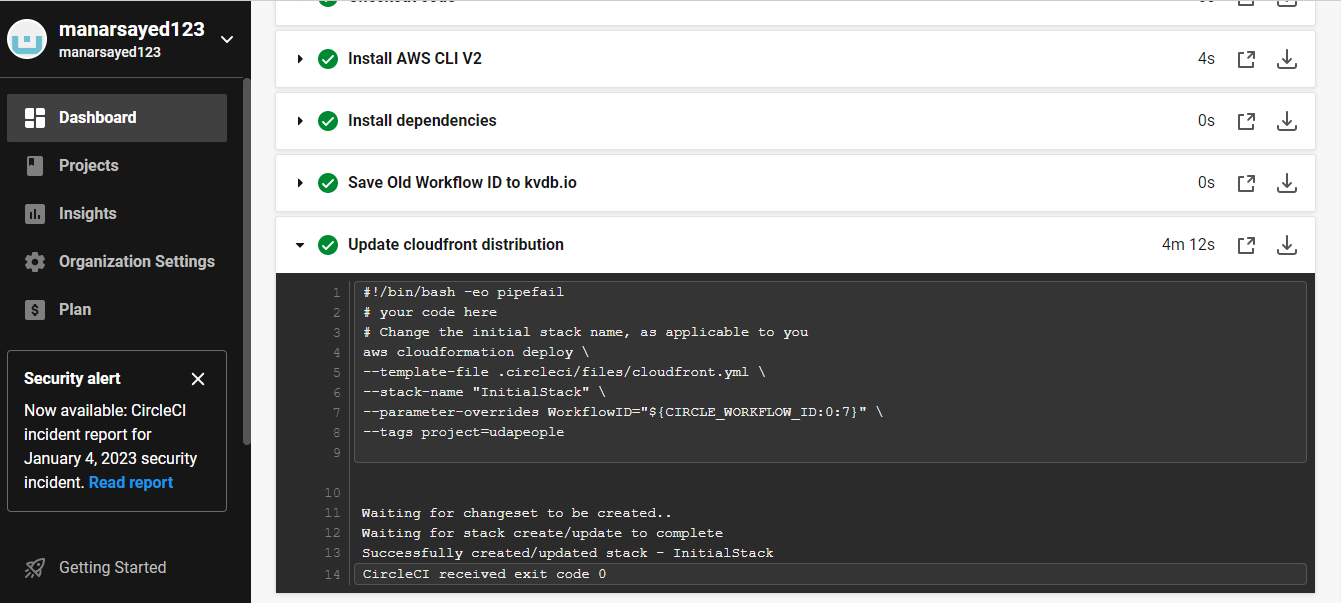 manarsayed123
manarsayed123
Dashboard
Projects
Insights
Organization Settings
Plan
Security alert
Now available: CircleCI
incident report for
January 4, 2023 security
incident. Read report
Getting Started
Install AWS CLI V2 4s
Install dependencies 0s
Save Old Workflow ID to kvdb.io 0s
Update cloudfront distribution 4m 12s
1 #!/bin/bash -eo pipefail
2 # your code here
3 # Change the initial stack name, as applicable to you
4 aws cloudformation deploy \
5 --template-file .circleci/files/cloudfront.yml \
6 --stack-name "InitialStack" \
7 --parameter-overrides WorkflowID="${CIRCLE_WORKFLOW_ID:0:7}" \
8 --tags project=udapeople
9
10
11 Waiting for changeset to be created..
12 Waiting for stack create/update to complete
13 Successfully created/updated stack - InitialStack
14 CircleCI received exit code 0